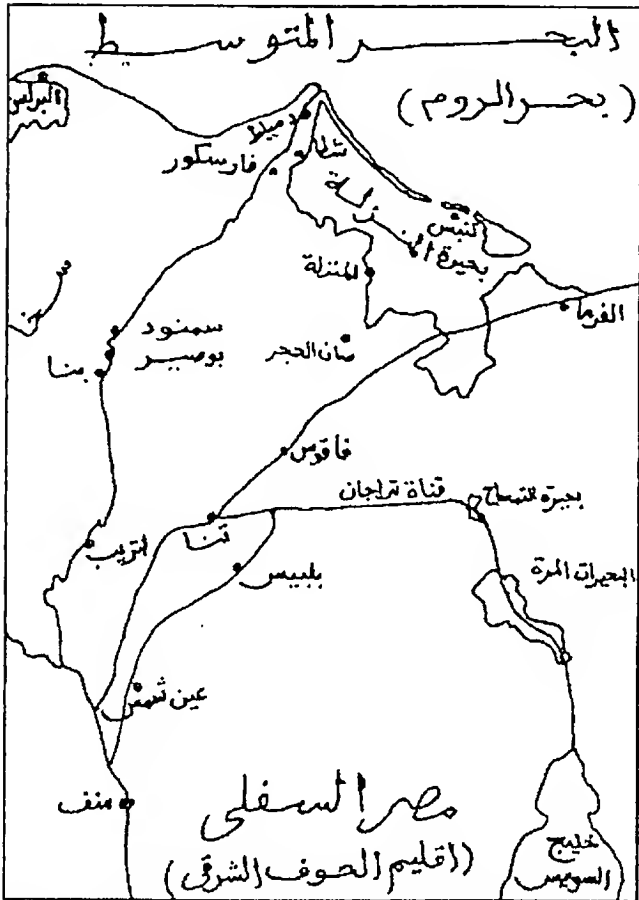 البحر المتوسط
(بحر الروم)
البرلس
دمياط
شطا
فارسكور
بحيرة المنزلة
تنيس
المنزلة
الفرما
سخا
سمنود
بوصير
بنا
صان الحجر
فاقوس
قناة تراجان
بحيرة التمساح
تنا
اتريب
بلبيس
البحيرات المرة
عين شمس
منف
مصر السفلى
(اقليم الحوف الشرقي)
خليج
السويس